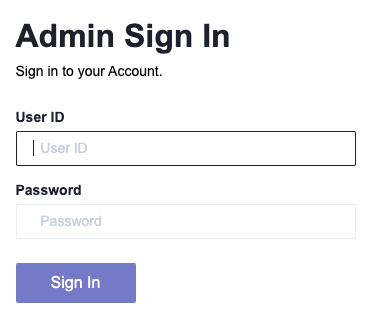 Admin Sign In
Sign in to your Account.
User ID
User ID
Password
Password
Sign In